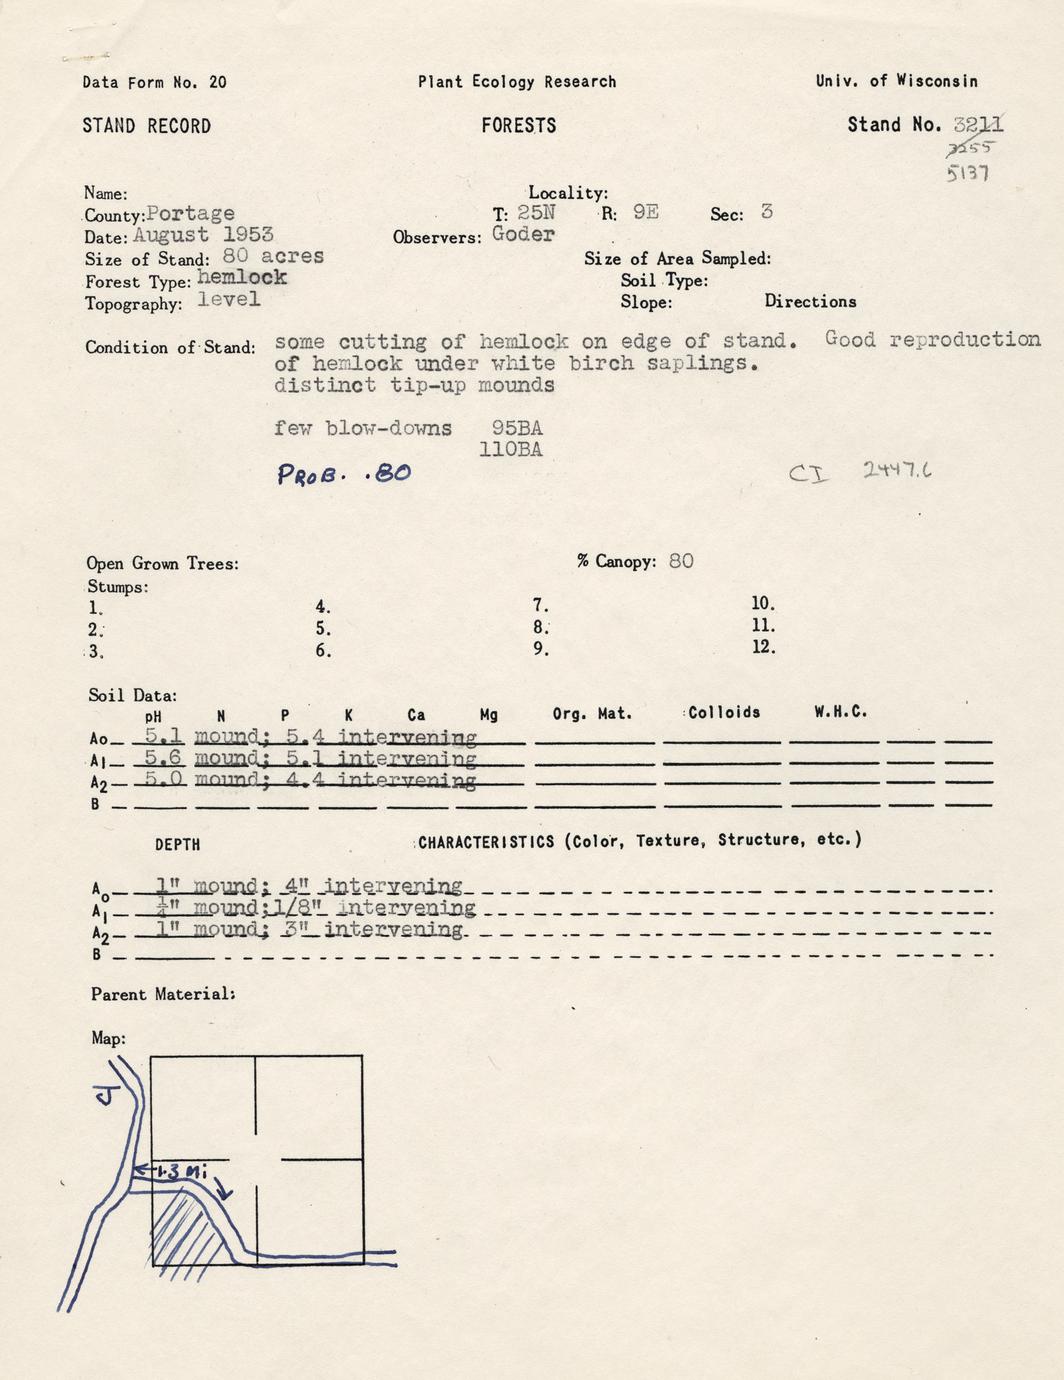 Data Form No. 20 Plant Ecology Research Univ. of Wisconsin
STAND RECORD FORESTS Stand No. 3211
3255
5137
Name: Locality:
County: Portage T: 25N R: 9E Sec: 3
Date: August 1953 Observers: Goder
Size of Stand: 80 acres Size of Area Sampled:
Forest Type: hemlock Soil Type:
Topography: level Slope: Directions
Condition of Stand: some cutting of hemlock on edge of stand. Good reproduction
of hemlock under white birch saplings.
distinct tip-up mounds
few blow-downs 95BA
110BA
PROB. .80 CI 2447.6
Open Grown Trees: % Canopy: 80
Stumps:
1. 4. 7. 10.
2. 5. 8. 11.
3. 6. 9. 12.
Soil Data:
pH N P K Ca Mg Org. Mat. Colloids W.H.C.
Ao 5.1 mound; 5.4 intervening
A1 5.6 mound; 5.1 intervening
A2 5.0 mound; 4.4 intervening
B
DEPTH CHARACTERISTICS (Color, Texture, Structure, etc.)
Ao 1" mound; 4" intervening
A1 ½" mound; 1/8" intervening
A2 1" mound; 3" intervening
B
Parent Material:
Map:
CJ
1.3 Mi